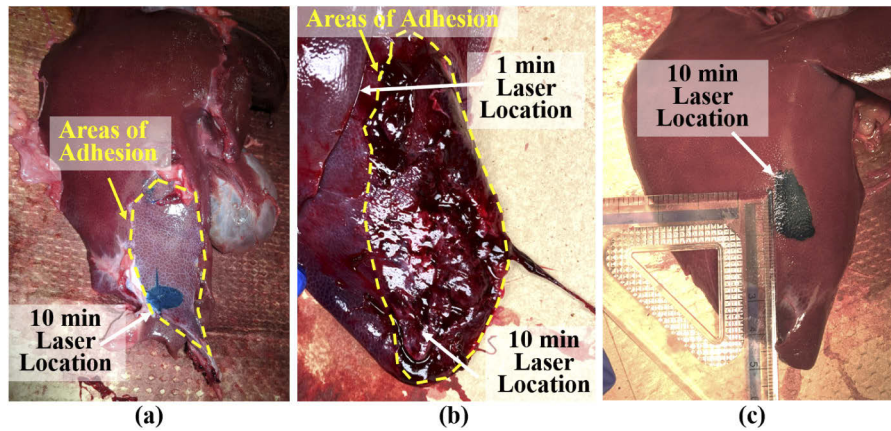 Areas of
Adhesion
10 min
Laser
Location
(a)
Areas of Adhesion
1 min
Laser
Location
10 min
Laser
Location
(b)
10 min
Laser
Location
(c)